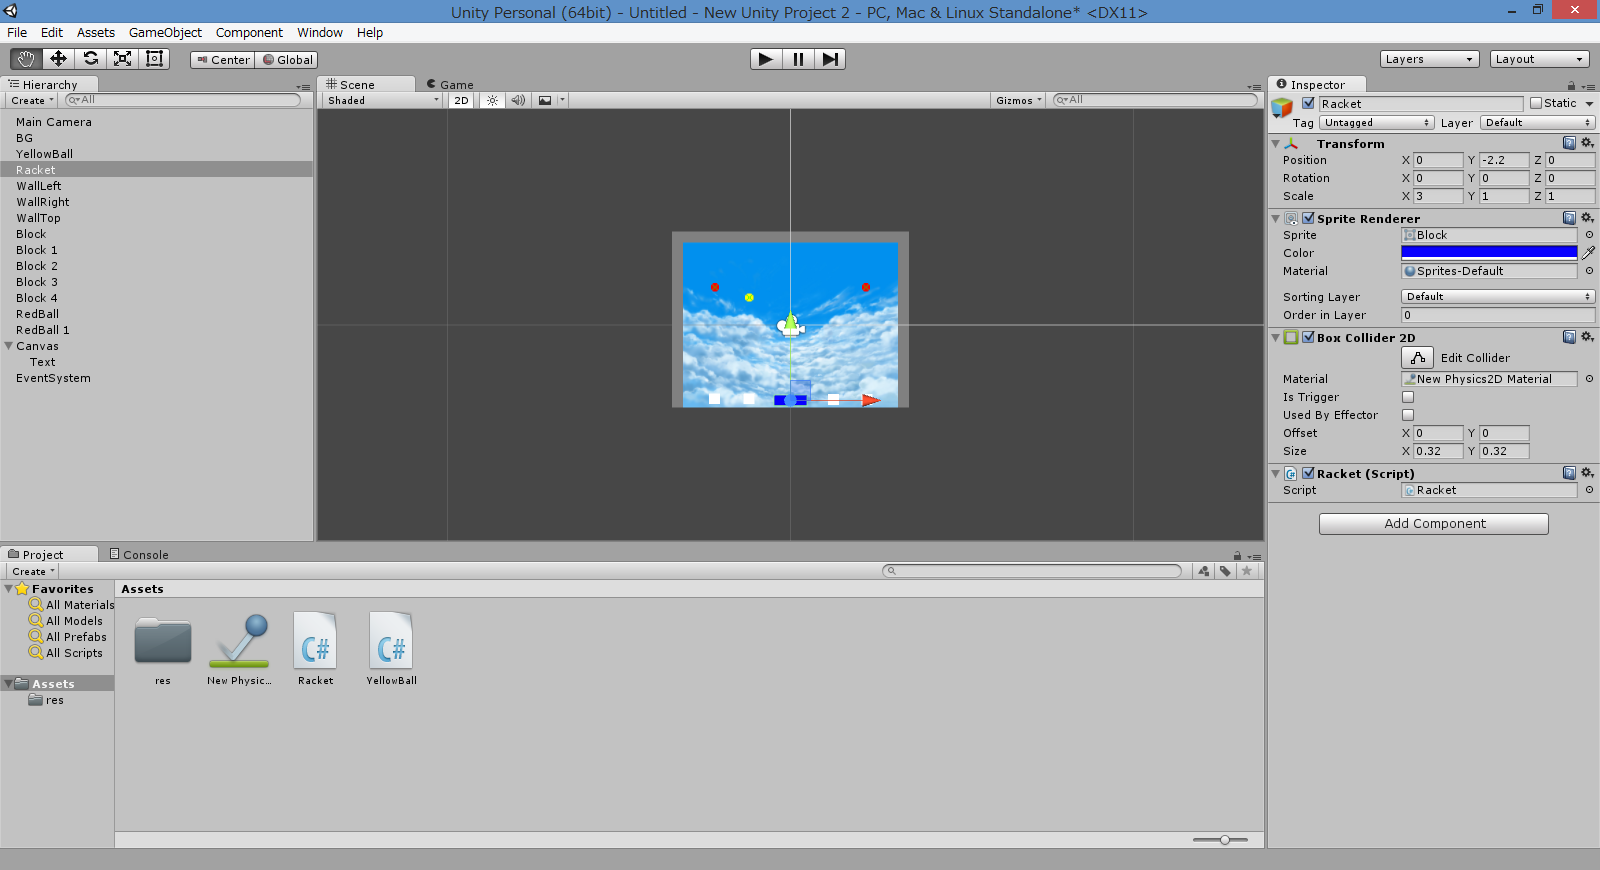 Unity Personal (64bit) - Untitled - New Unity Project 2 - PC, Mac & Linux Standalone* <DX11>
File Edit Assets GameObject Component Window Help
Center Global Layers Layout
Hierarchy
Create All
Main Camera
BG
YellowBall
Racket
WallLeft
WallRight
WallTop
Block
Block 1
Block 2
Block 3
Block 4
RedBall
RedBall 1
Canvas
Text
EventSystem
Scene Game
Shaded 2D Gizmos All
Inspector
Racket Static
Tag Untagged Layer Default
Transform
Position X 0 Y -2.2 Z 0
Rotation X 0 Y 0 Z 0
Scale X 3 Y 1 Z 1
Sprite Renderer
Sprite Block
Color
Material Sprites-Default
Sorting Layer Default
Order in Layer 0
Box Collider 2D
Edit Collider
Material New Physics2D Material
Is Trigger
Used By Effector
Offset X 0 Y 0
Size X 0.32 Y 0.32
Racket (Script)
Script Racket
Add Component
Project Console
Create
Favorites
All Materials
All Models
All Prefabs
All Scripts
Assets
res
Assets
C# C#
res New Physic... Racket YellowBall